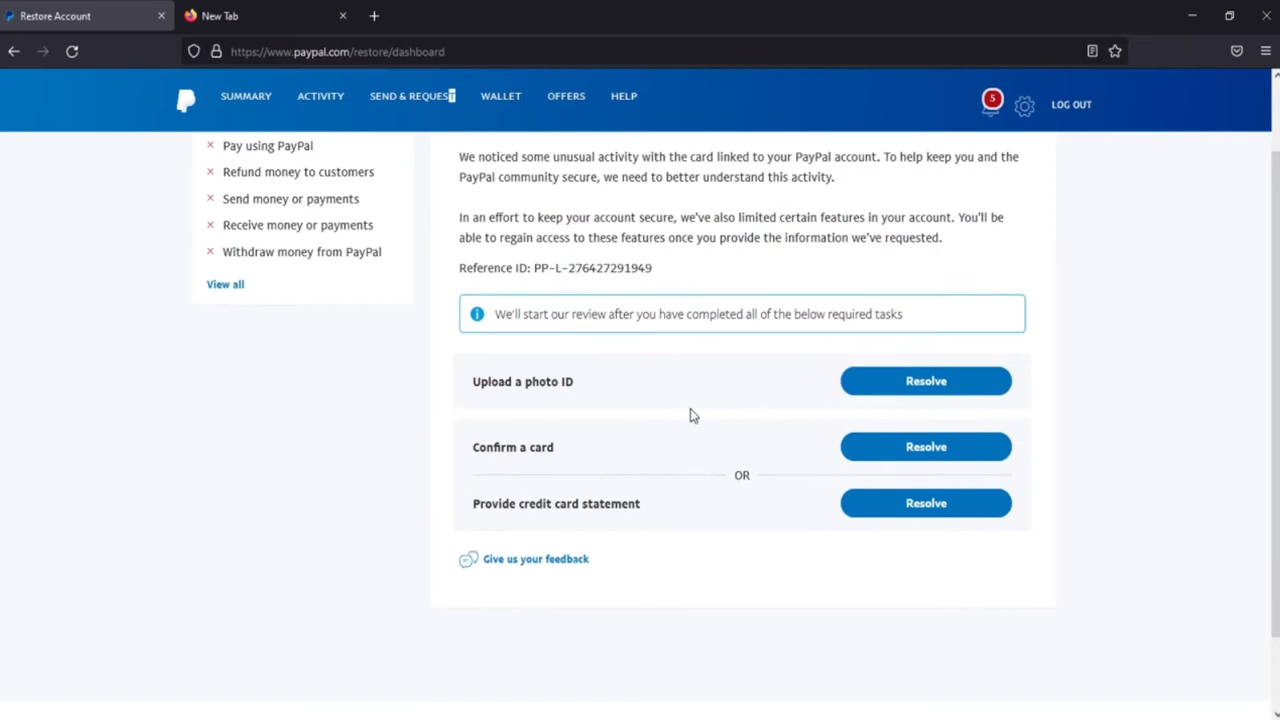 Restore Account
New Tab
https://www.paypal.com/restore/dashboard
SUMMARY
ACTIVITY
SEND & REQUEST
WALLET
OFFERS
HELP
5
LOG OUT
Pay using PayPal
Refund money to customers
Send money or payments
Receive money or payments
Withdraw money from PayPal
View all
We noticed some unusual activity with the card linked to your PayPal account. To help keep you and the
PayPal community secure, we need to better understand this activity.
In an effort to keep your account secure, we've also limited certain features in your account. You'll be
able to regain access to these features once you provide the information we've requested.
Reference ID: PP-L-276427291949
We'll start our review after you have completed all of the below required tasks
Upload a photo ID
Resolve
Confirm a card
Resolve
OR
Provide credit card statement
Resolve
Give us your feedback